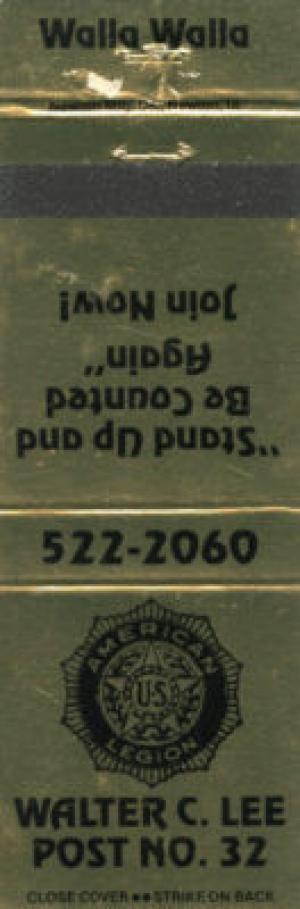 Walla Walla
"Stand Up and
Be Counted
Again"
Join Now!
522-2060
AMERICAN
U.S.
LEGION
WALTER C. LEE
POST NO. 32
CLOSE COVER •• STRIKE ON BACK